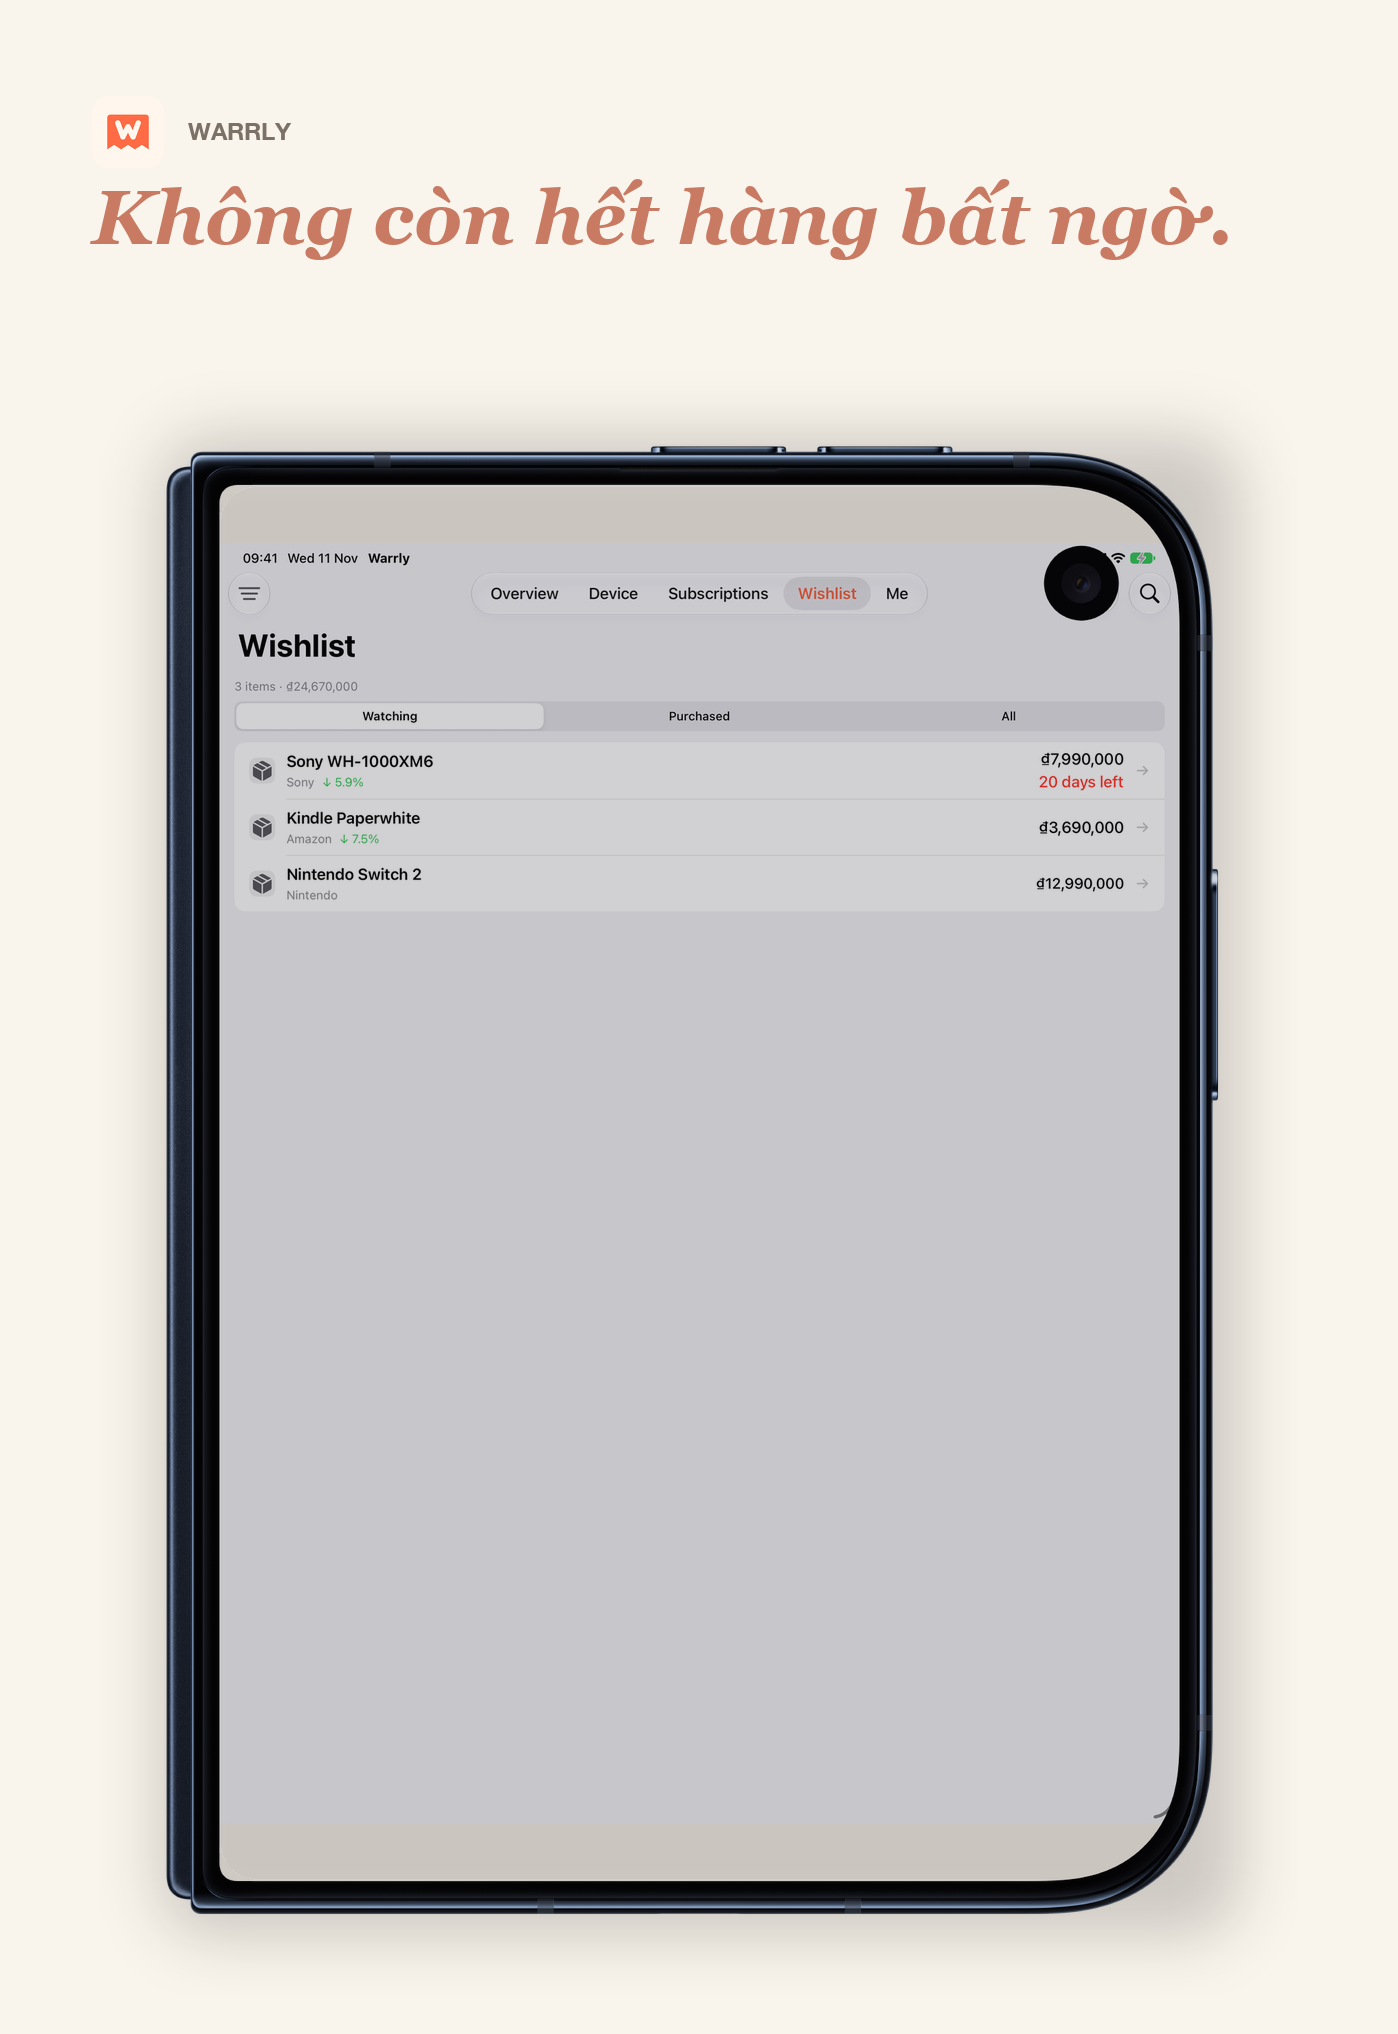 WARRLY
Không còn hết hàng bất ngờ.
09:41 Wed 11 Nov Warrly
Overview Device Subscriptions Wishlist Me
Wishlist
3 items · ₫24,670,000
Watching Purchased All
Sony WH-1000XM6 ₫7,990,000
Sony ↓ 5.9% 20 days left
Kindle Paperwhite ₫3,690,000
Amazon ↓ 7.5%
Nintendo Switch 2 ₫12,990,000
Nintendo